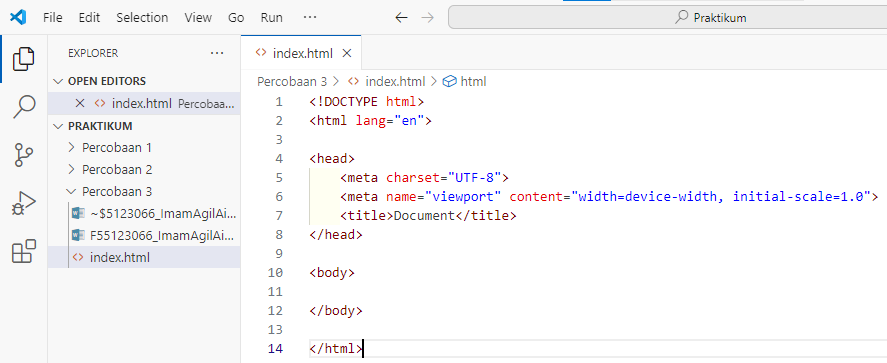 File Edit Selection View Go Run ··· Praktikum
EXPLORER ···
OPEN EDITORS
index.html Percobaa...
PRAKTIKUM
Percobaan 1
Percobaan 2
Percobaan 3
~$5123066_ImamAgilAi...
F55123066_ImamAgilAi...
index.html
index.html
Percobaan 3 > index.html > html
1 <!DOCTYPE html>
2 <html lang="en">
3
4 <head>
5 <meta charset="UTF-8">
6 <meta name="viewport" content="width=device-width, initial-scale=1.0">
7 <title>Document</title>
8 </head>
9
10 <body>
11
12 </body>
13
14 </html>